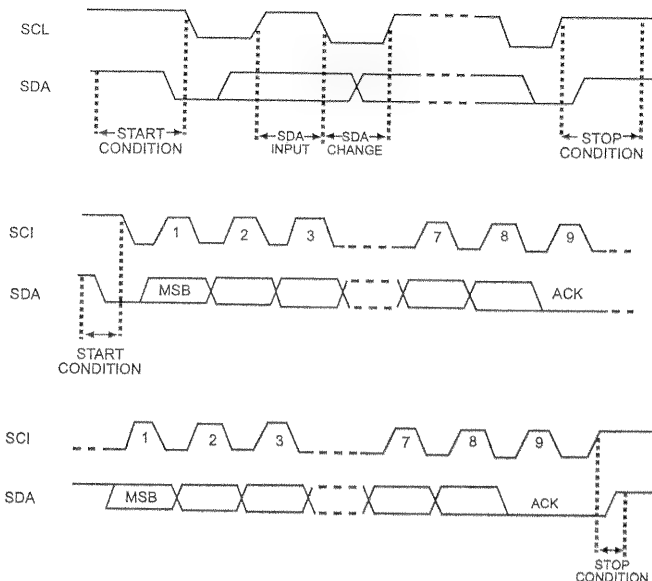 SCL
SDA
START
CONDITION
SDA
INPUT
SDA
CHANGE
STOP
CONDITION
SCI
1 2 3 7 8 9
SDA
MSB
ACK
START
CONDITION
SCI
1 2 3 7 8 9
SDA
MSB
ACK
STOP
CONDITION